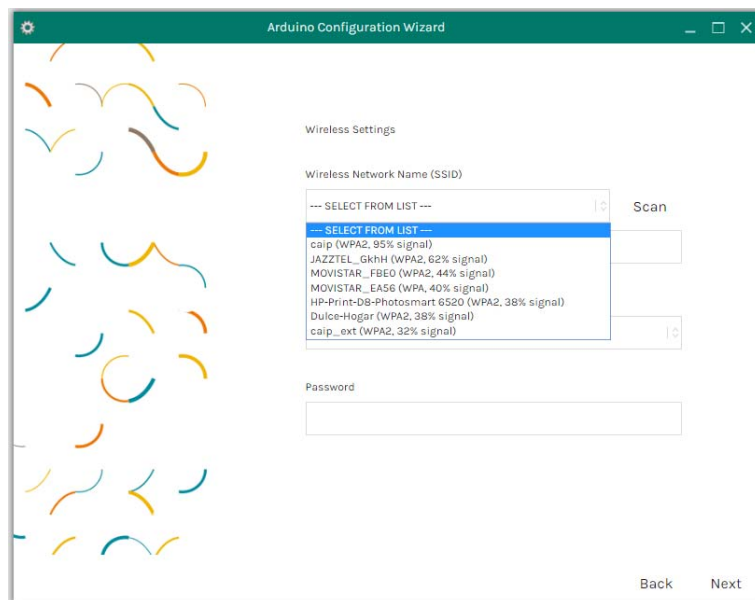 Arduino Configuration Wizard
Wireless Settings
Wireless Network Name (SSID)
--- SELECT FROM LIST --- Scan
--- SELECT FROM LIST ---
caip (WPA2, 95% signal)
JAZZTEL_GkhH (WPA2, 62% signal)
MOVISTAR_FBE0 (WPA2, 44% signal)
MOVISTAR_EA56 (WPA, 40% signal)
HP-Print-D8-Photosmart 6520 (WPA2, 38% signal)
Dulce-Hogar (WPA2, 38% signal)
caip_ext (WPA2, 32% signal)
Password
Back Next